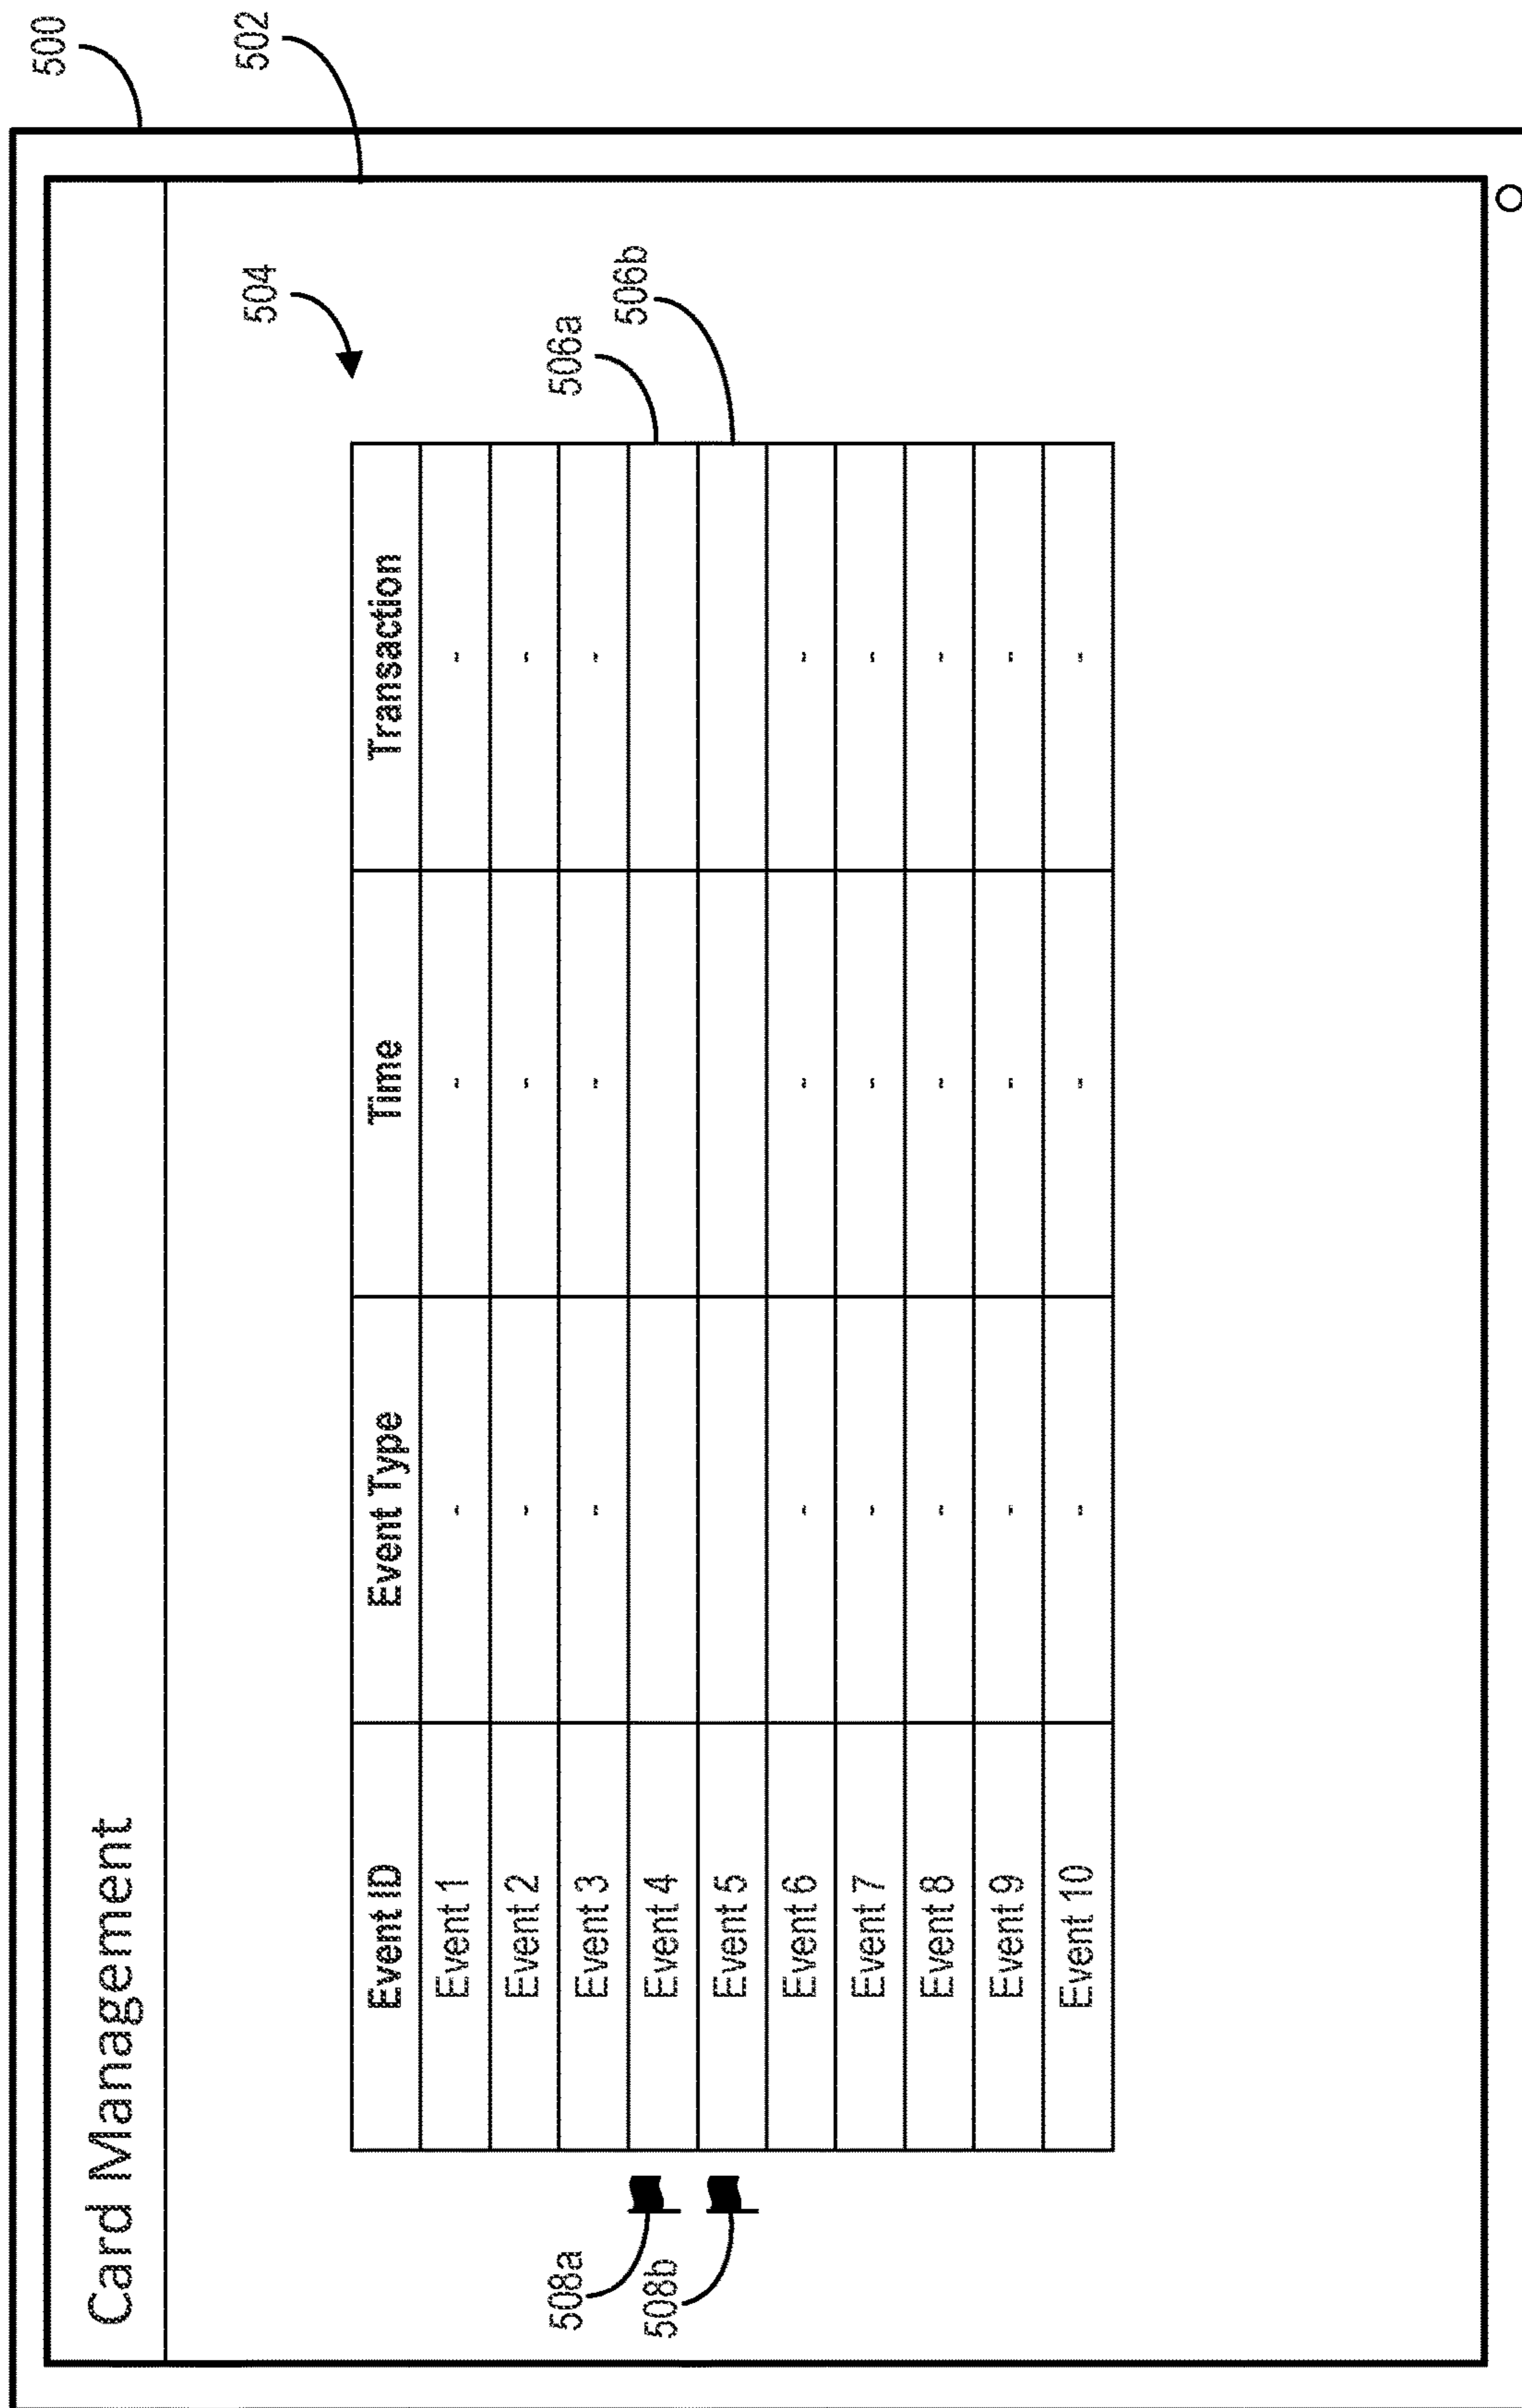 500
Card Management
502
504
Event ID Event Type Time Transaction
Event 1 - - -
Event 2 - - -
Event 3 - - -
508a Event 4 506a
508b Event 5 506b
Event 6 - - -
Event 7 - - -
Event 8 - - -
Event 9 - - -
Event 10 - - -